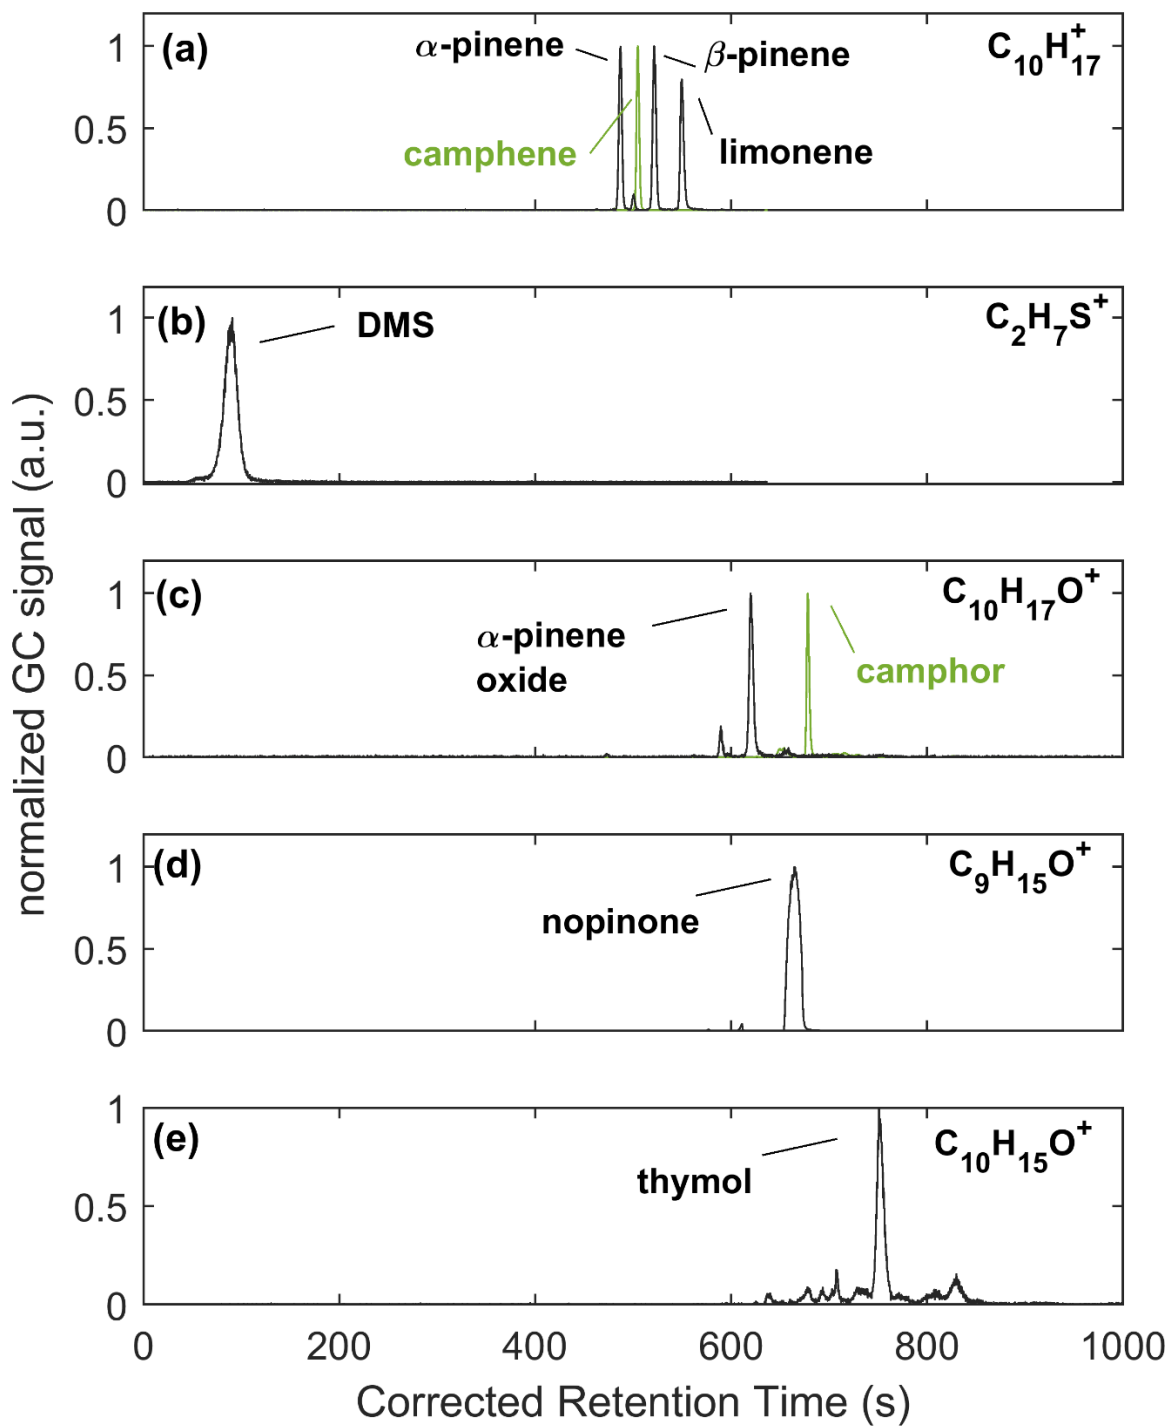 (a)
α-pinene
β-pinene
C₁₀H₁₇⁺
camphene
limonene
1
0.5
0
(b)
DMS
C₂H₇S⁺
1
0.5
0
(c)
α-pinene
oxide
camphor
C₁₀H₁₇O⁺
1
0.5
0
(d)
nopinone
C₉H₁₅O⁺
1
0.5
0
(e)
thymol
C₁₀H₁₅O⁺
1
0.5
0
0 200 400 600 800 1000
Corrected Retention Time (s)
normalized GC signal (a.u.)